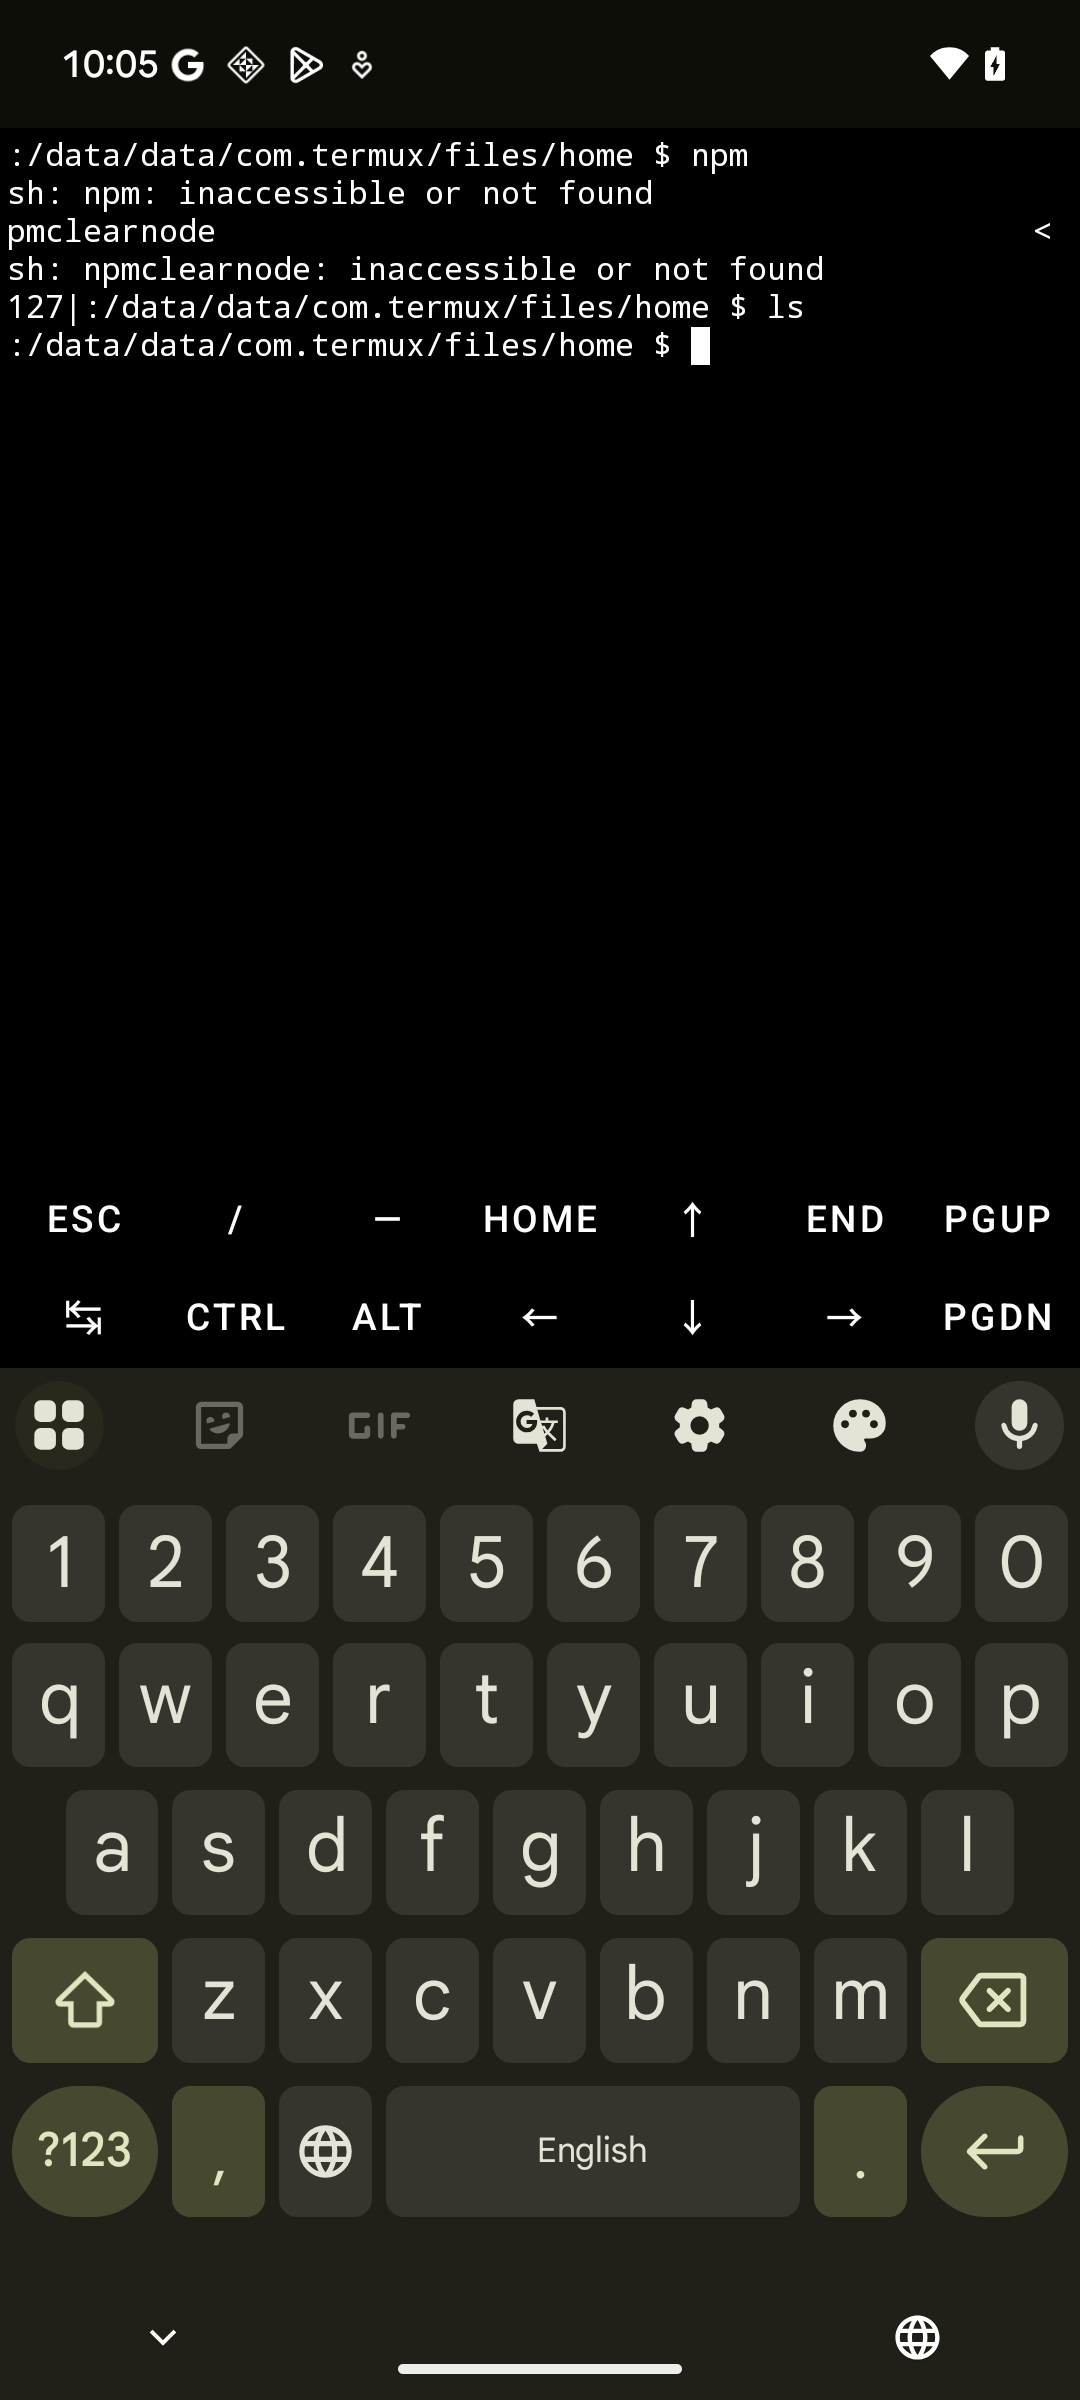 10:05
:/data/data/com.termux/files/home $ npm
sh: npm: inaccessible or not found
pmclearnode <
sh: npmclearnode: inaccessible or not found
127|:/data/data/com.termux/files/home $ ls
:/data/data/com.termux/files/home $
ESC / — HOME ↑ END PGUP
↹ CTRL ALT ← ↓ → PGDN
GIF
1 2 3 4 5 6 7 8 9 0
q w e r t y u i o p
a s d f g h j k l
z x c v b n m
?123 , English .